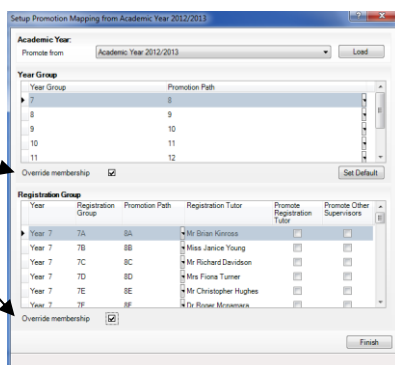 Setup Promotion Mapping from Academic Year 2012/2013
Academic Year:
Promote from Academic Year 2012/2013 Load
Year Group
Year Group Promotion Path
7 8
8 9
9 10
10 11
11 12
Override membership Set Default
Registration Group
Year Registration Group Promotion Path Registration Tutor Promote Registration Tutor Promote Other Supervisors
Year 7 7A 8A Mr Brian Kinross
Year 7 7B 8B Miss Janice Young
Year 7 7C 8C Mr Richard Davidson
Year 7 7D 8D Mrs Fiona Turner
Year 7 7E 8E Mr Christopher Hughes
Year 7 7F 8F Dr Roger Mcnamara
Override membership
Finish